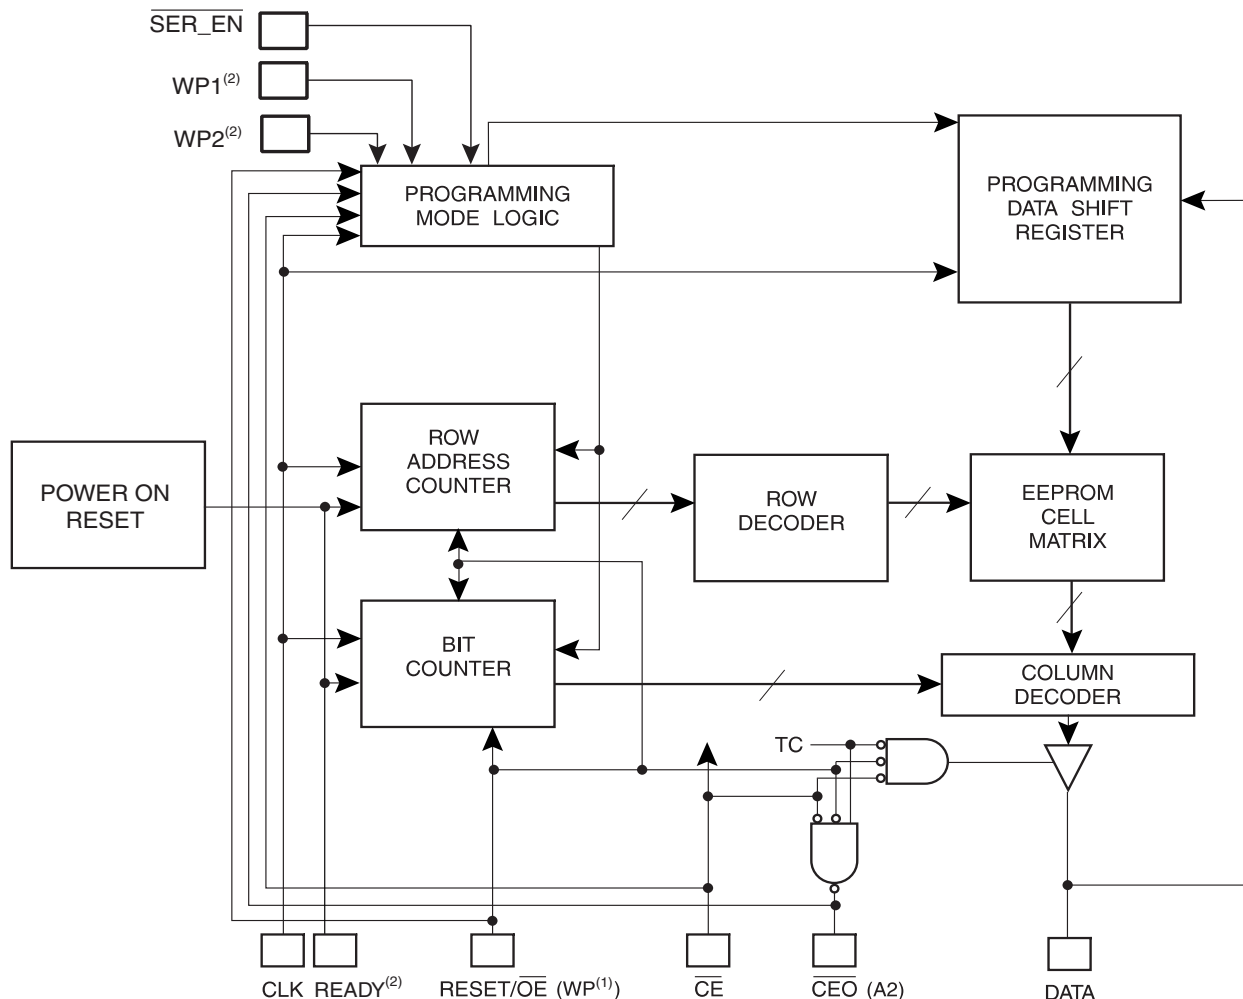 SER_EN
WP1(2)
WP2(2)
PROGRAMMING
MODE LOGIC
PROGRAMMING
DATA SHIFT
REGISTER
POWER ON
RESET
ROW
ADDRESS
COUNTER
ROW
DECODER
EEPROM
CELL
MATRIX
BIT
COUNTER
COLUMN
DECODER
TC
CLK
READY(2)
RESET/OE (WP(1))
CE
CEO (A2)
DATA